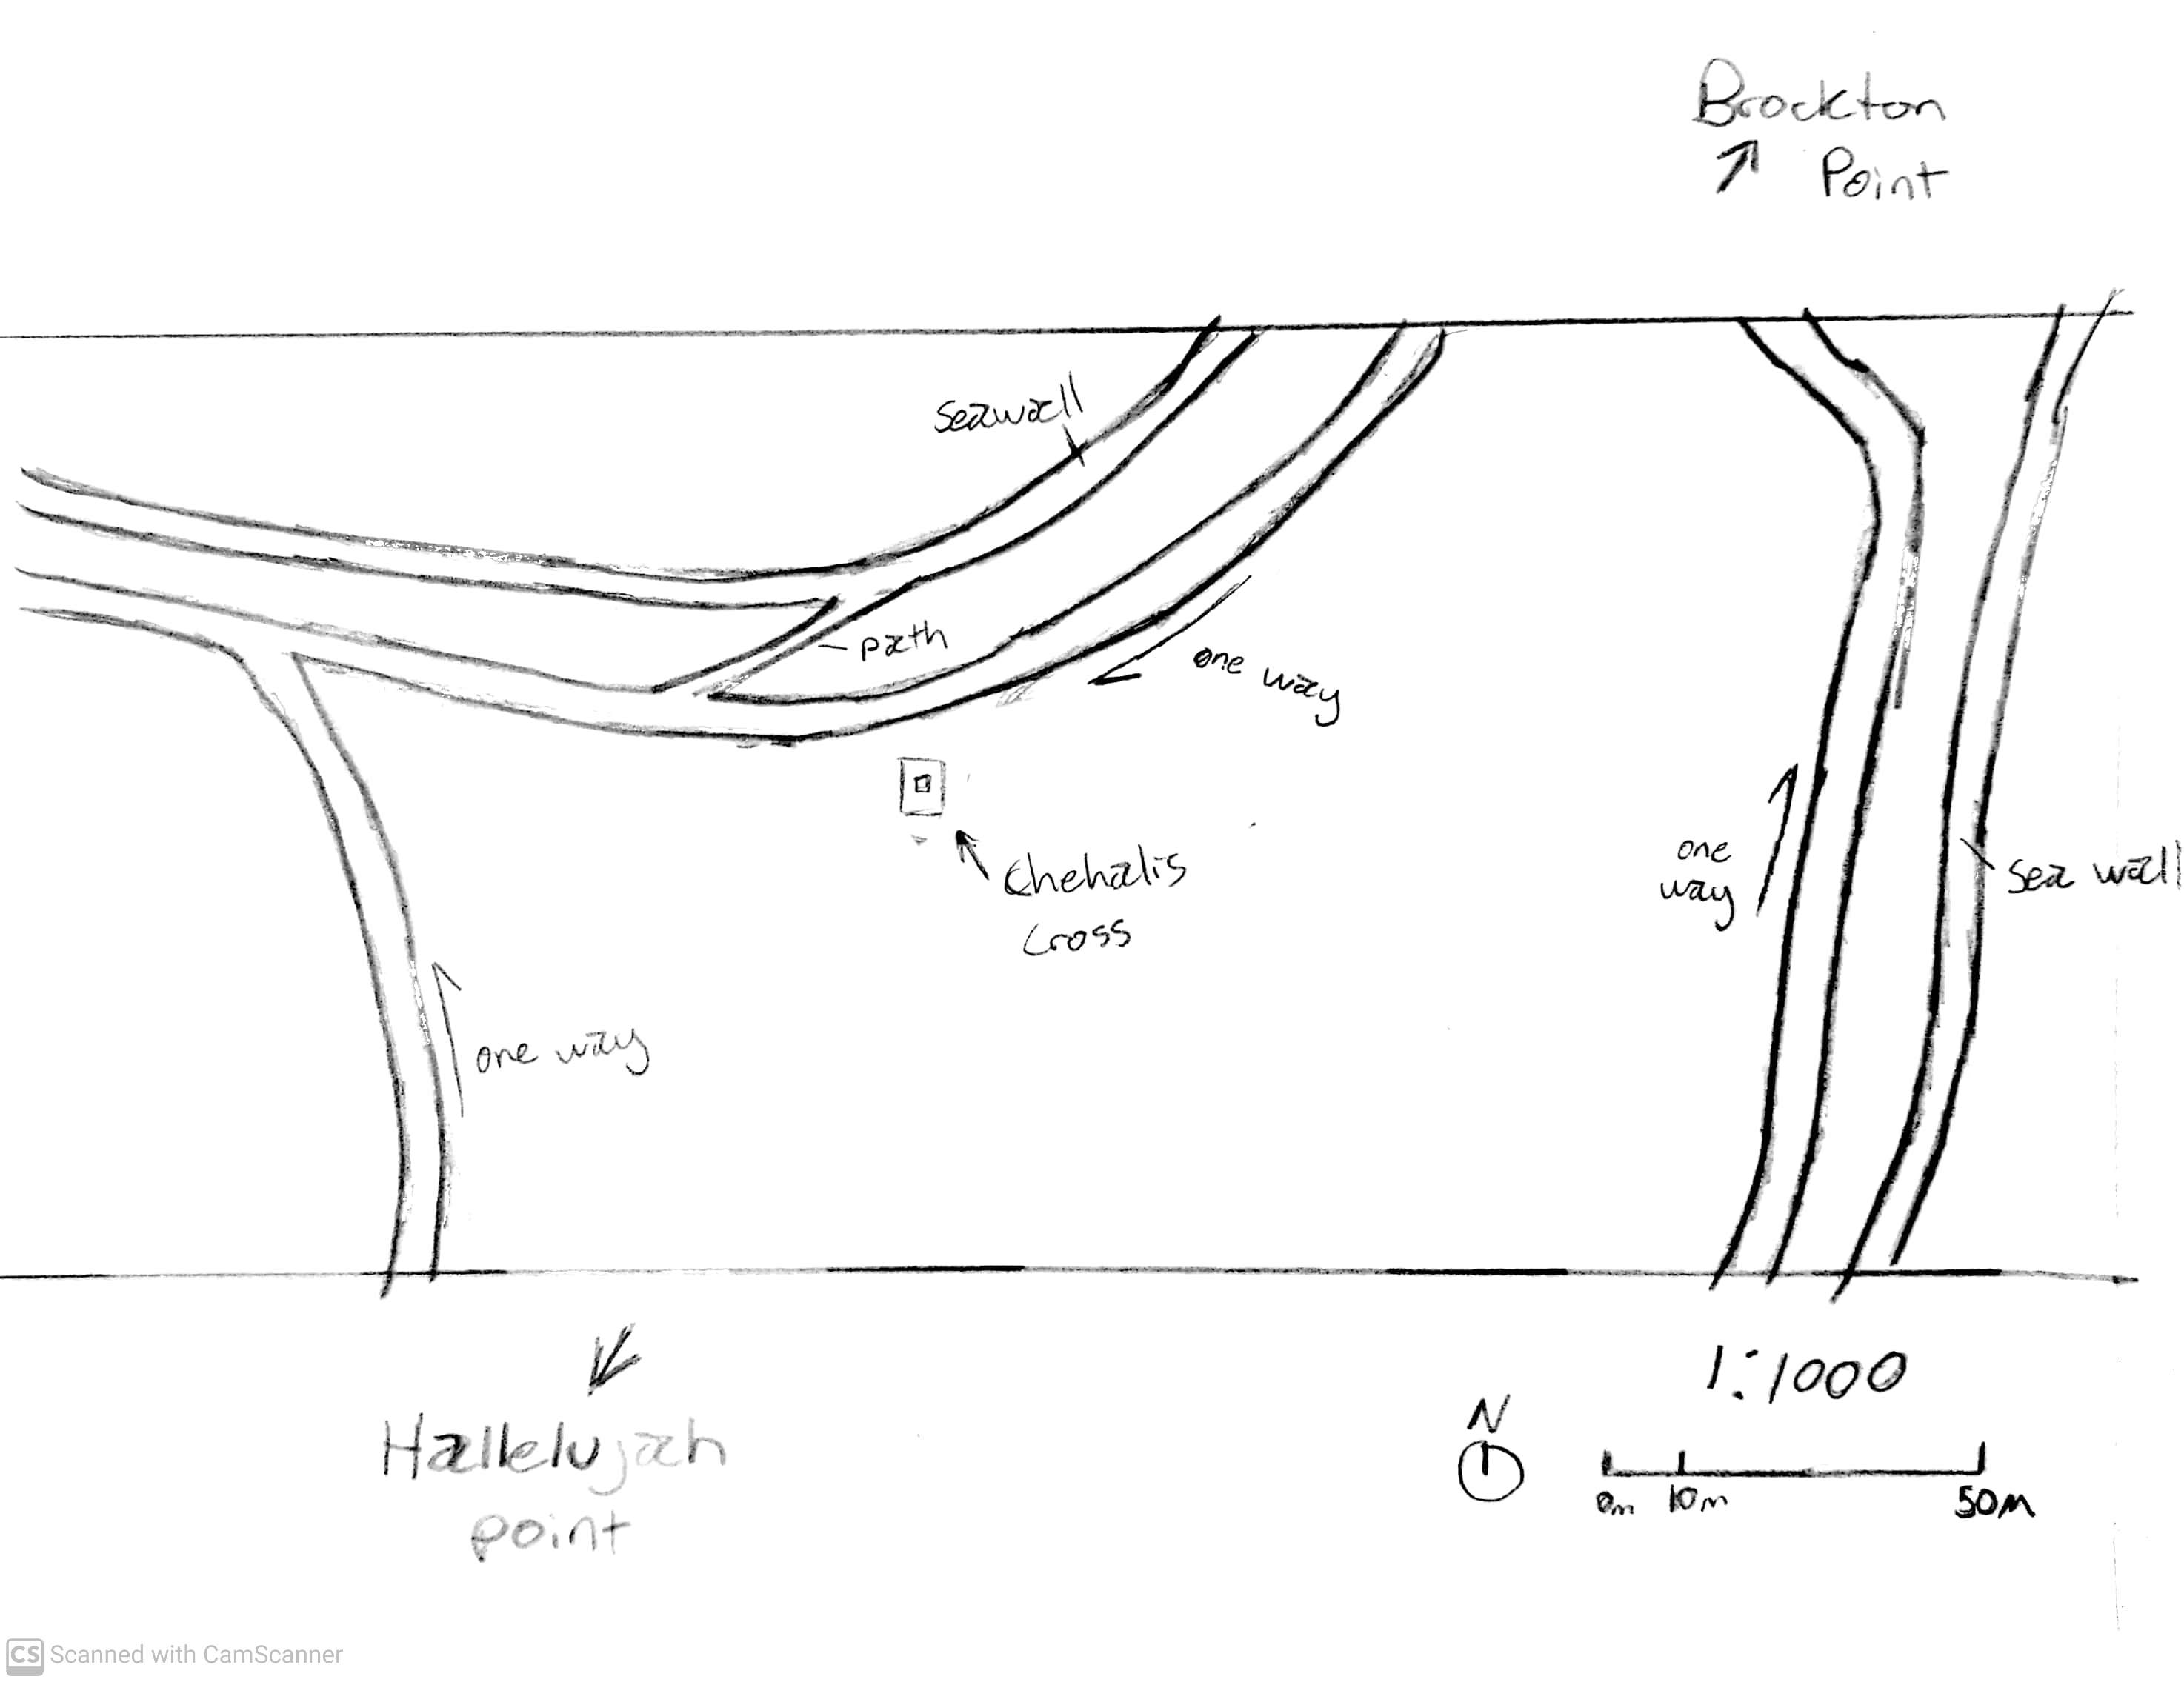 Brockton
Point
seawall
path
one way
Chehalis
Cross
one
way
sea wall
one way
Hallelujah
point
1:1000
N
0m 10m 50m
CS Scanned with CamScanner